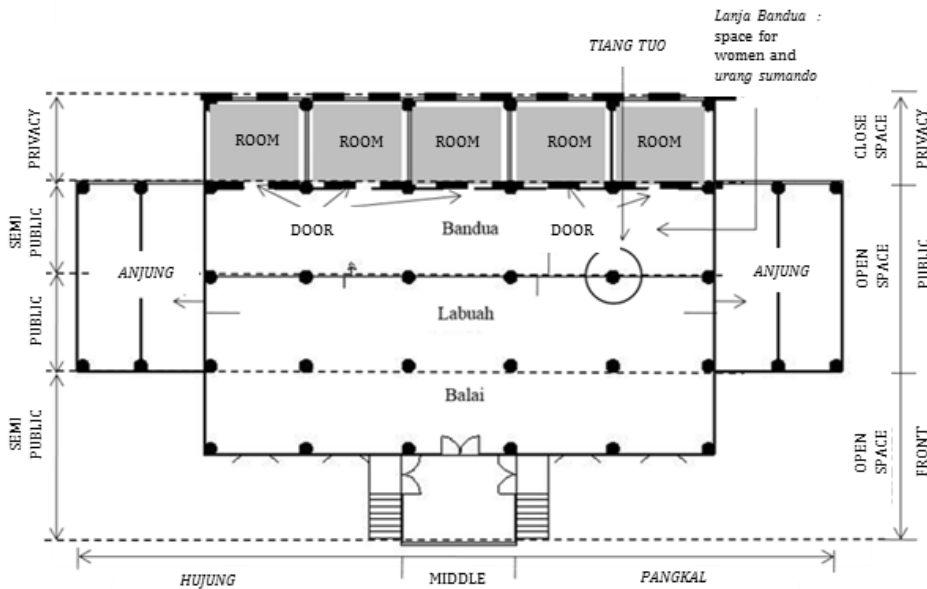 Lanja Bandua :
space for
women and
urang sumando
TIANG TUO
PRIVACY
ROOM
ROOM
ROOM
ROOM
ROOM
CLOSE
SPACE
PRIVACY
SEMI
PUBLIC
DOOR
Bandua
DOOR
ANJUNG
ANJUNG
OPEN
SPACE
PUBLIC
PUBLIC
Labuah
Balai
SEMI
PUBLIC
OPEN
SPACE
FRONT
HUJUNG
MIDDLE
PANGKAL